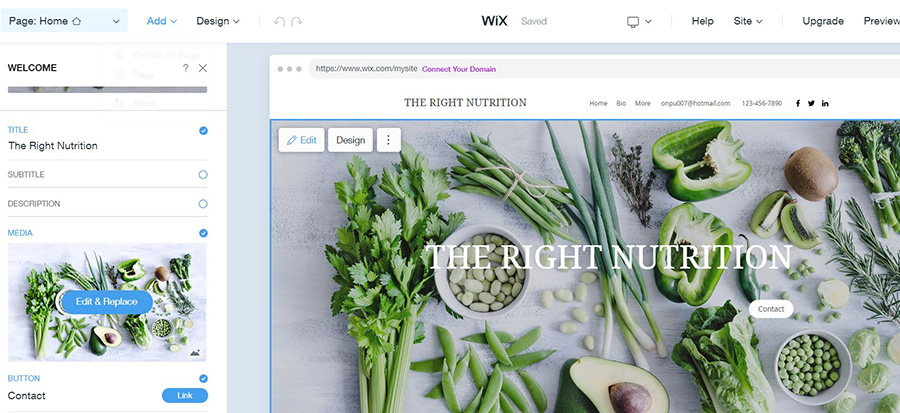 Page: Home
Add
Design
WiX
Saved
Help
Site
Upgrade
Preview
WELCOME
?
Section to Page
Page
Apps
TITLE
The Right Nutrition
SUBTITLE
DESCRIPTION
MEDIA
Edit & Replace
BUTTON
Contact
Link
https://www.wix.com/mysite Connect Your Domain
THE RIGHT NUTRITION
Home Bio More onpu007@hotmail.com 123-456-7890
Edit
Design
THE RIGHT NUTRITION
Contact